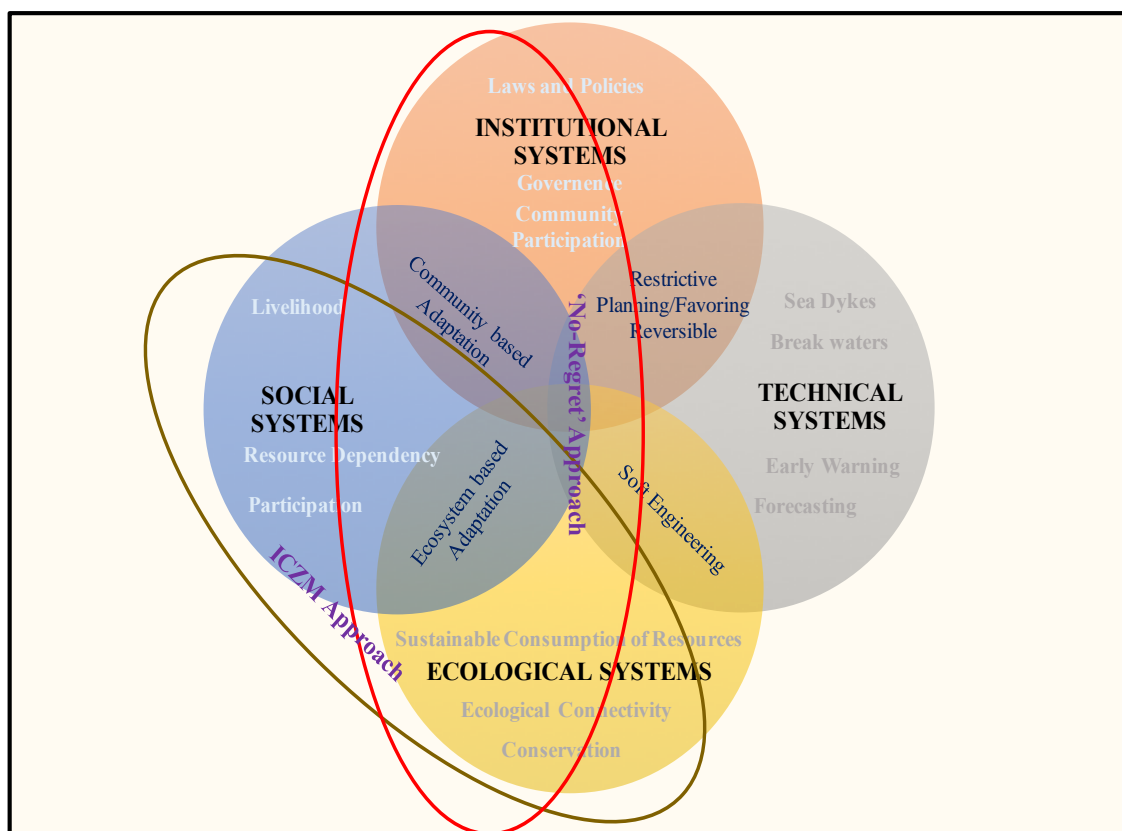 Laws and Policies
INSTITUTIONAL
SYSTEMS
Governence
Community
Participation
Community based
Adaptation
Restrictive
Planning/Favoring
Reversible
'No-Regret' Approach
Livelihood
SOCIAL
SYSTEMS
Resource Dependency
Participation
Sea Dykes
Break waters
TECHNICAL
SYSTEMS
Early Warning
Forecasting
Ecosystem based
Adaptation
Soft Engineering
ICZM Approach
Sustainable Consumption of Resources
ECOLOGICAL SYSTEMS
Ecological Connectivity
Conservation